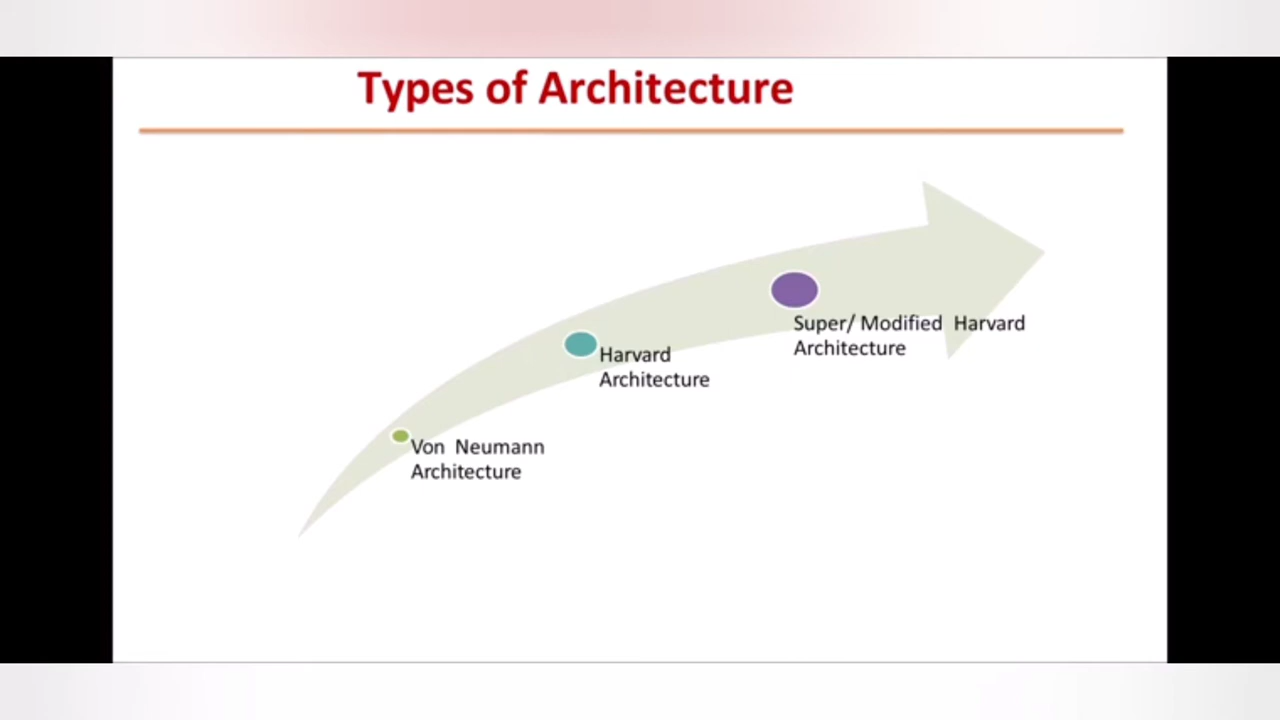 Types of Architecture
Super/ Modified Harvard
Architecture
Harvard
Architecture
Von Neumann
Architecture